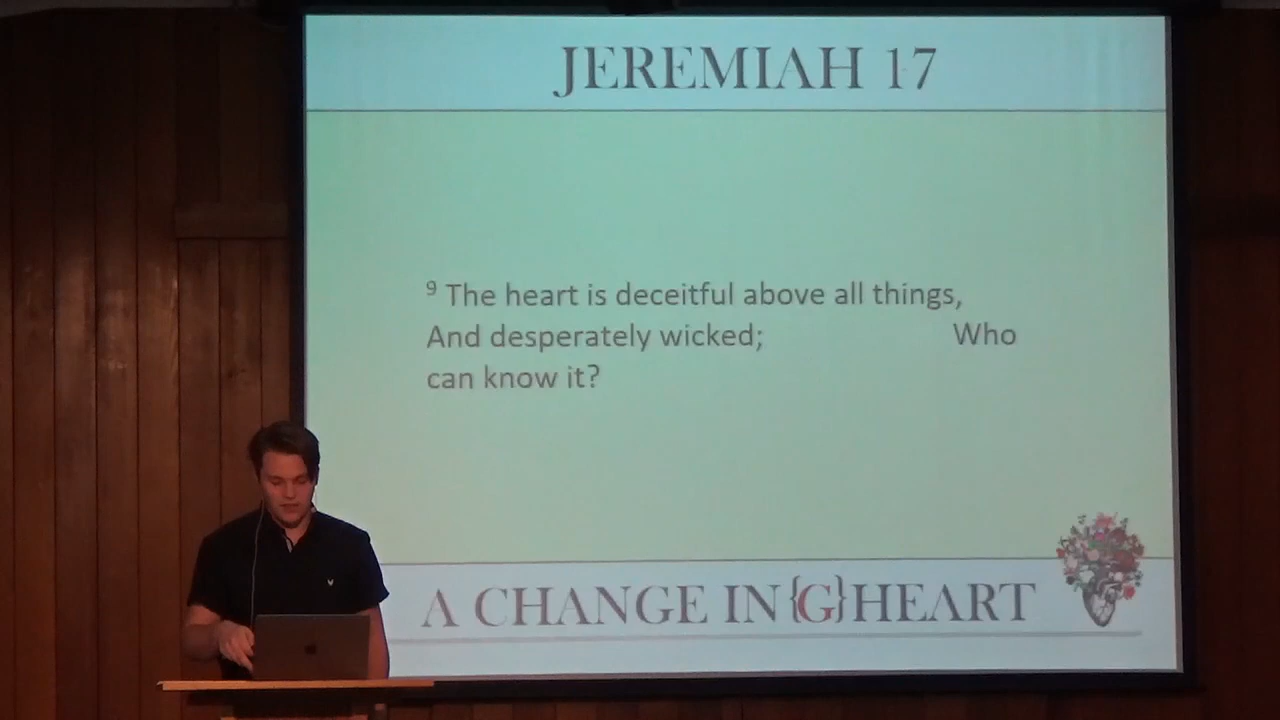 JEREMIAH 17
⁹ The heart is deceitful above all things,
And desperately wicked; Who
can know it?
A CHANGE IN {G}HEART